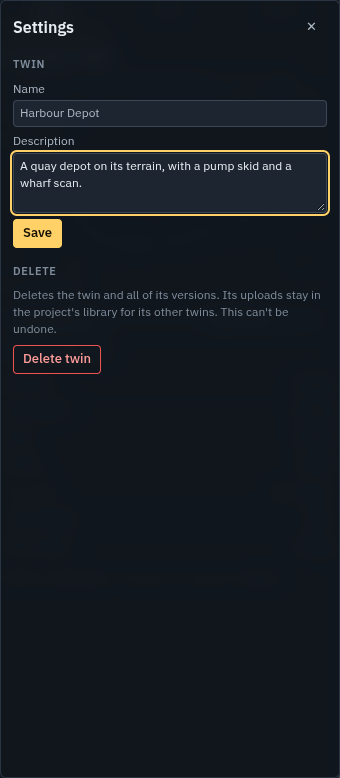 Settings
×
TWIN
Name
Harbour Depot
Description
A quay depot on its terrain, with a pump skid and a
wharf scan.
Save
DELETE
Deletes the twin and all of its versions. Its uploads stay in
the project's library for its other twins. This can't be
undone.
Delete twin